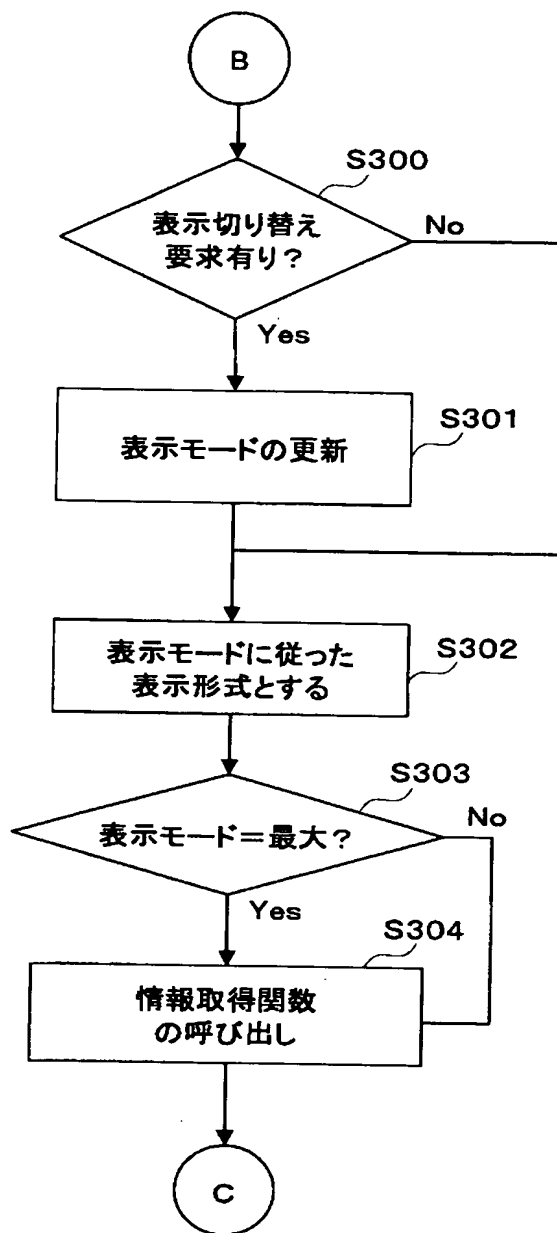 B
S300
表示切り替え
要求有り?
No
Yes
S301
表示モードの更新
S302
表示モードに従った
表示形式とする
S303
表示モード=最大?
No
Yes
S304
情報取得関数
の呼び出し
C